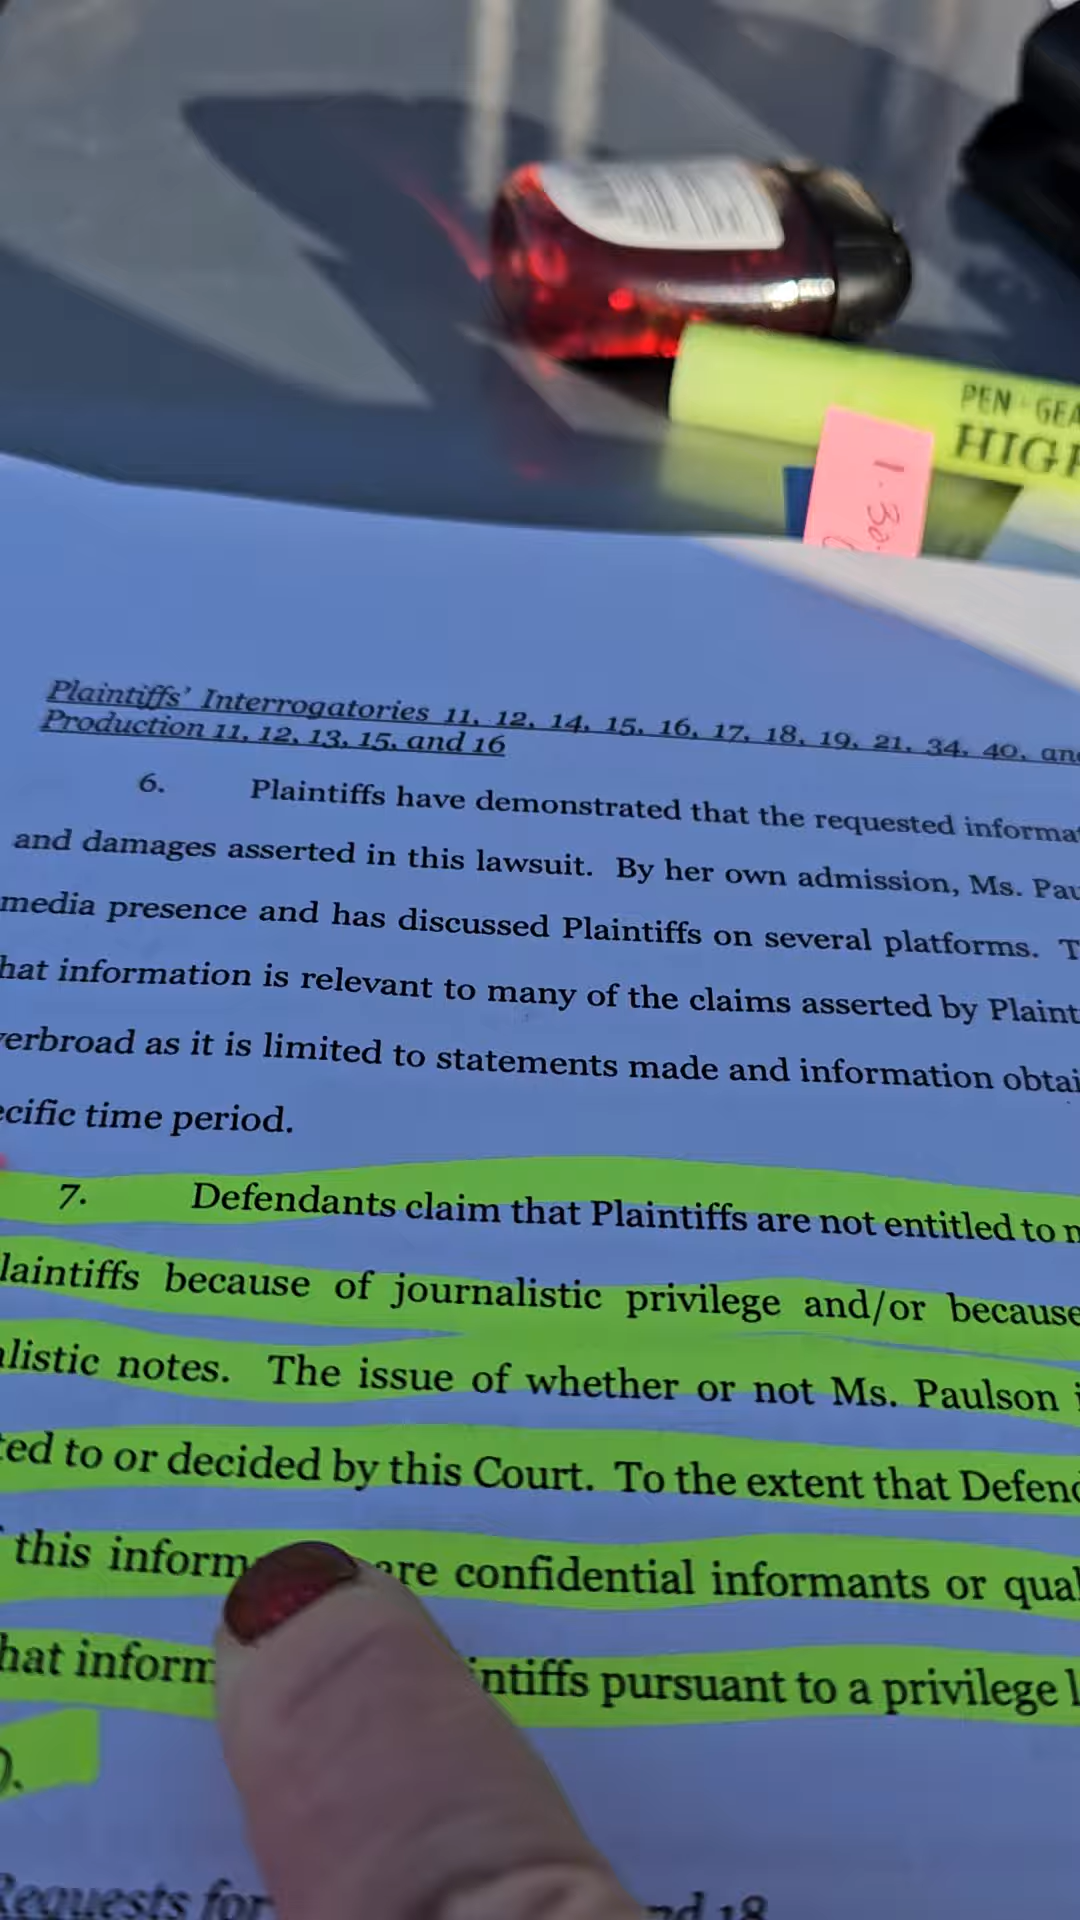 PEN + GEA
HIGH
1-30
Plaintiffs' Interrogatories 11, 12, 14, 15, 16, 17, 18, 19, 21, 34, 40, and
Production 11, 12, 13, 15, and 16
6. Plaintiffs have demonstrated that the requested informa
and damages asserted in this lawsuit. By her own admission, Ms. Pau
media presence and has discussed Plaintiffs on several platforms. T
hat information is relevant to many of the claims asserted by Plaint
verbroad as it is limited to statements made and information obtai
ecific time period.
7. Defendants claim that Plaintiffs are not entitled to
laintiffs because of journalistic privilege and/or because
alistic notes. The issue of whether or not Ms. Paulson i
ted to or decided by this Court. To the extent that Defend
this inform are confidential informants or qual
hat inform intiffs pursuant to a privilege l
).
Requests for nd 18